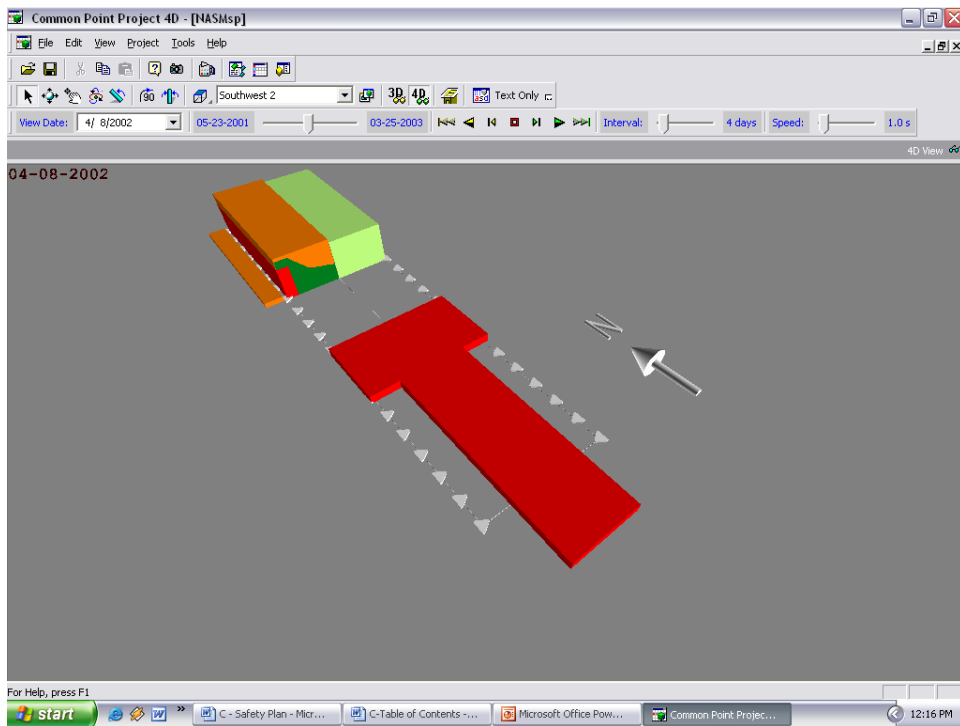 Common Point Project 4D - [NASMsp]
File Edit View Project Tools Help
90 Southwest 2 3D 4D asd Text Only
View Date: 4/ 8/2002 05-23-2001 03-25-2003 Interval: 4 days Speed: 1.0 s
4D View
04-08-2002
N
For Help, press F1
start W » C - Safety Plan - Micr... C-Table of Contents -... Microsoft Office Pow... Common Point Projec... 12:16 PM